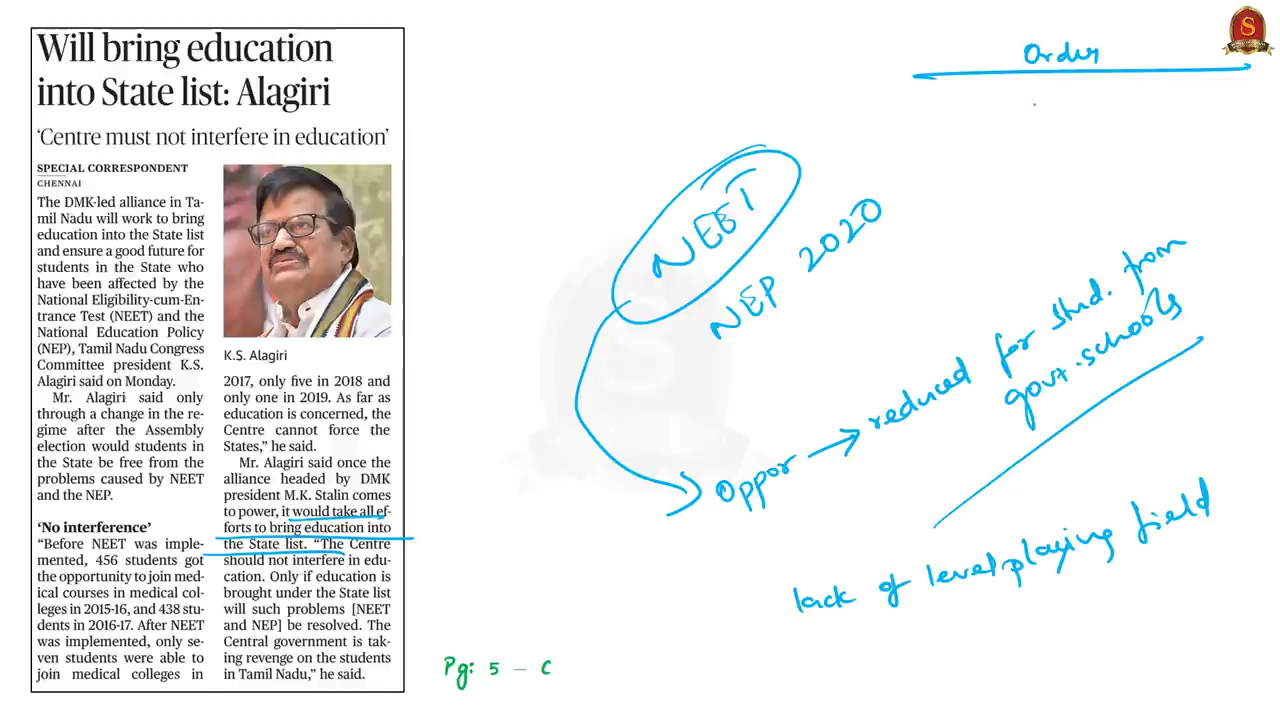 Will bring education
into State list: Alagiri
‘Centre must not interfere in education’
SPECIAL CORRESPONDENT
CHENNAI
The DMK-led alliance in Ta-
mil Nadu will work to bring
education into the State list
and ensure a good future for
students in the State who
have been affected by the
National Eligibility-cum-En-
trance Test (NEET) and the
National Education Policy
(NEP), Tamil Nadu Congress
Committee president K.S.
Alagiri said on Monday.
Mr. Alagiri said only
through a change in the re-
gime after the Assembly
election would students in
the State be free from the
problems caused by NEET
and the NEP.
‘No interference’
“Before NEET was imple-
mented, 456 students got
the opportunity to join med-
ical courses in medical col-
leges in 2015-16, and 438 stu-
dents in 2016-17. After NEET
was implemented, only se-
ven students were able to
join medical colleges in
K.S. Alagiri
2017, only five in 2018 and
only one in 2019. As far as
education is concerned, the
Centre cannot force the
States,” he said.
Mr. Alagiri said once the
alliance headed by DMK
president M.K. Stalin comes
to power, it would take all ef-
forts to bring education into
the State list. “The Centre
should not interfere in edu-
cation. Only if education is
brought under the State list
will such problems [NEET
and NEP] be resolved. The
Central government is tak-
ing revenge on the students
in Tamil Nadu,” he said.
Pg: 5 – C
Order
NEET
NEP 2020
Oppor → reduced for stud. from
govt. schools
lack of level playing field
S